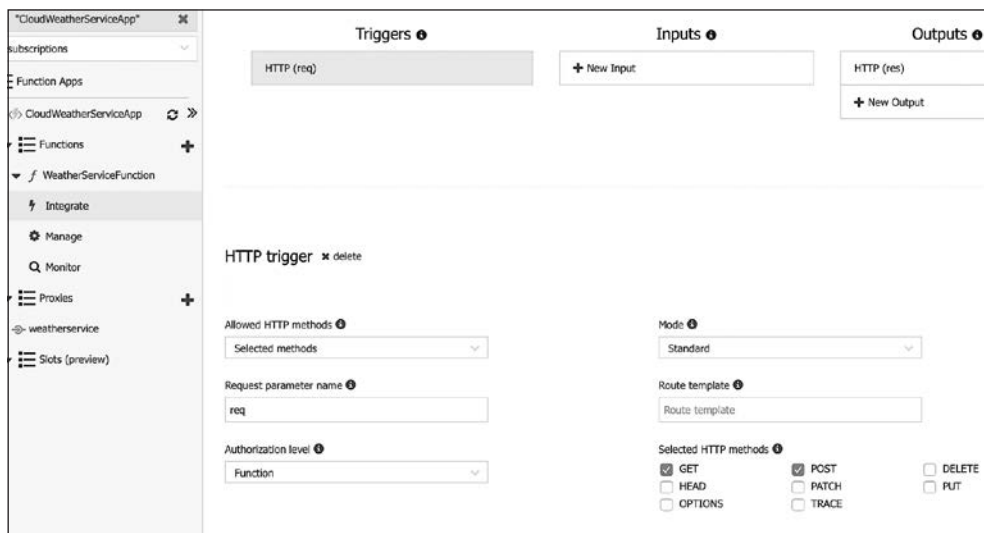 "CloudWeatherServiceApp"
subscriptions
Function Apps
CloudWeatherServiceApp
Functions
WeatherServiceFunction
Integrate
Manage
Monitor
Proxies
weatherservice
Slots (preview)
Triggers
Inputs
Outputs
HTTP (req)
New Input
HTTP (res)
New Output
HTTP trigger delete
Allowed HTTP methods
Mode
Selected methods
Standard
Request parameter name
Route template
req
Route template
Authorization level
Selected HTTP methods
Function
GET
POST
DELETE
HEAD
PATCH
PUT
OPTIONS
TRACE